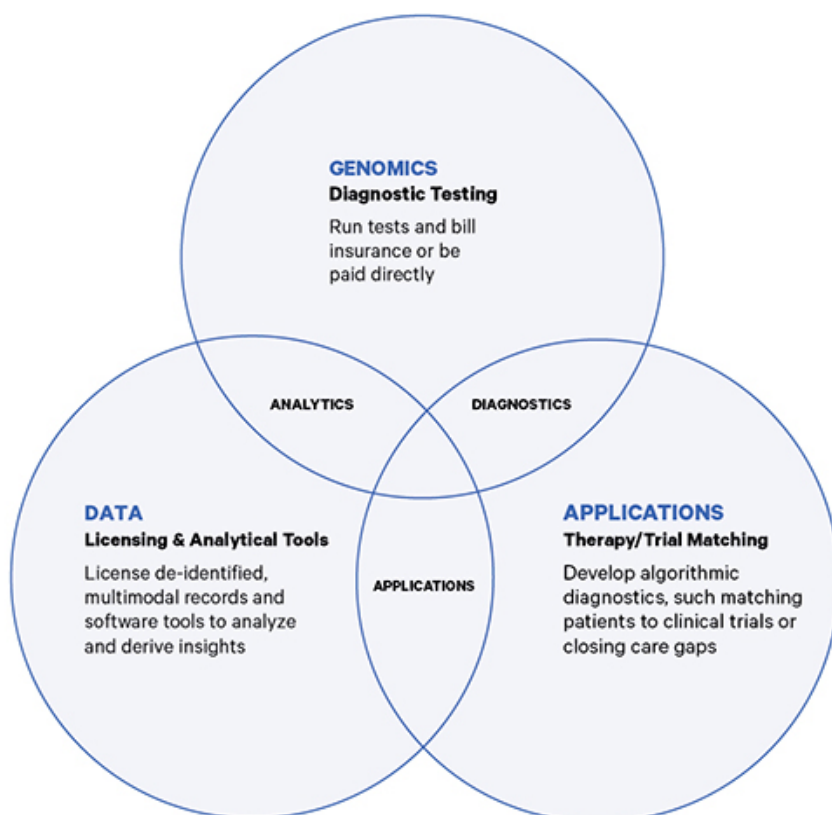 GENOMICS
Diagnostic Testing
Run tests and bill
insurance or be
paid directly
ANALYTICS
DIAGNOSTICS
DATA
Licensing & Analytical Tools
License de-identified,
multimodal records and
software tools to analyze
and derive insights
APPLICATIONS
APPLICATIONS
Therapy/Trial Matching
Develop algorithmic
diagnostics, such matching
patients to clinical trials or
closing care gaps